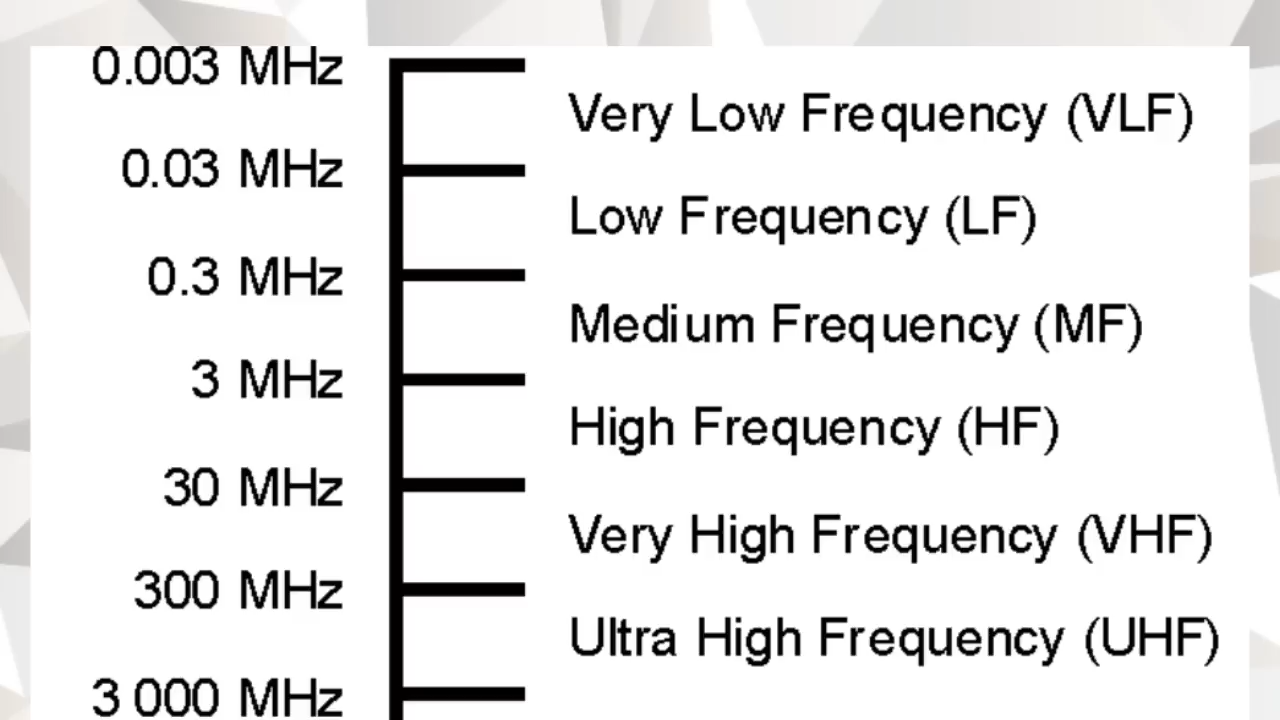 0.003 MHz
Very Low Frequency (VLF)
0.03 MHz
Low Frequency (LF)
0.3 MHz
Medium Frequency (MF)
3 MHz
High Frequency (HF)
30 MHz
Very High Frequency (VHF)
300 MHz
Ultra High Frequency (UHF)
3 000 MHz